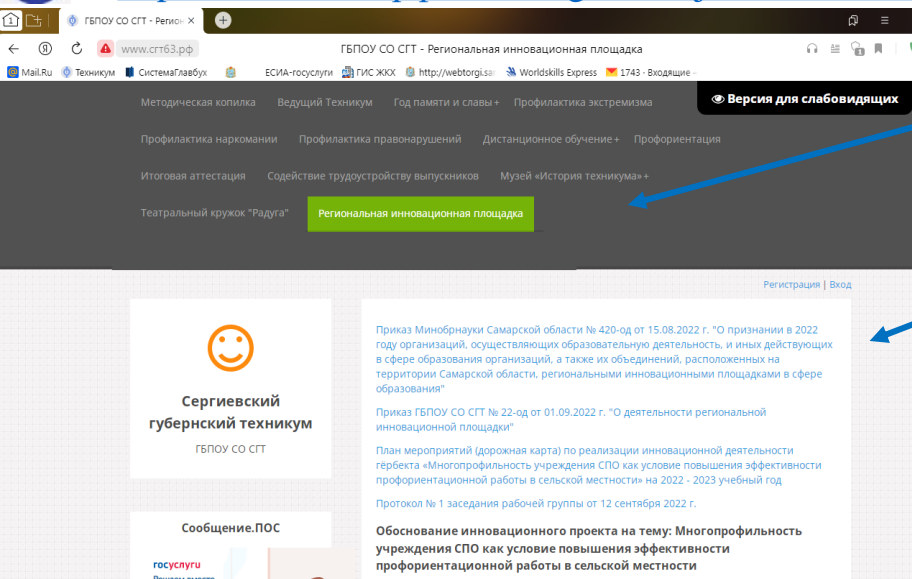 1
ГБПОУ СО СГТ - Регион
www.сгт63.рф
ГБПОУ СО СГТ - Региональная инновационная площадка
Mail.Ru Техникум СистемаГлавбух ЕСИА-госуслуги ГИС ЖКХ http://webtorgi.sar Worldskills Express 1743 · Входящие –
Версия для слабовидящих
Методическая копилка Ведущий Техникум Год памяти и славы + Профилактика экстремизма
Профилактика наркомании Профилактика правонарушений Дистанционное обучение + Профориентация
Итоговая аттестация Содействие трудоустройству выпускников Музей «История техникума» +
Театральный кружок "Радуга" Региональная инновационная площадка
Регистрация | Вход
Сергиевский
губернский техникум
ГБПОУ СО СГТ
Приказ Минобрнауки Самарской области № 420-од от 15.08.2022 г. "О признании в 2022
году организаций, осуществляющих образовательную деятельность, и иных действующих
в сфере образования организаций, а также их объединений, расположенных на
территории Самарской области, региональными инновационными площадками в сфере
образования"
Приказ ГБПОУ СО СГТ № 22-од от 01.09.2022 г. "О деятельности региональной
инновационной площадки"
План мероприятий (дорожная карта) по реализации инновационной деятельности
гербекта «Многопрофильность учреждения СПО как условие повышения эффективности
профориентационной работы в сельской местности» на 2022 - 2023 учебный год
Протокол № 1 заседания рабочей группы от 12 сентября 2022 г.
Обоснование инновационного проекта на тему: Многопрофильность
учреждения СПО как условие повышения эффективности
профориентационной работы в сельской местности
Сообщение.ПОС
госуслуги
Решаем вместе